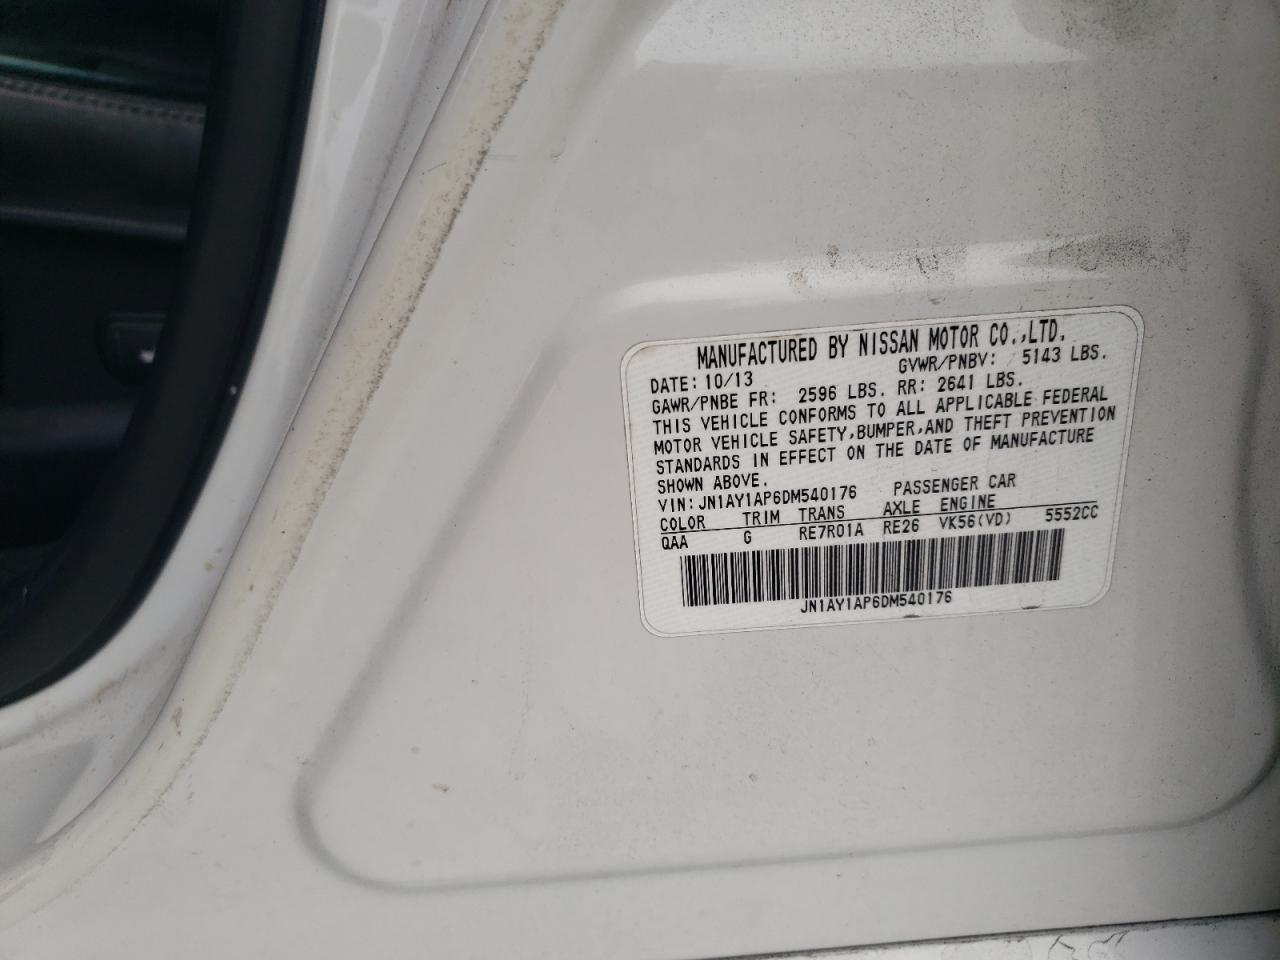 MANUFACTURED BY NISSAN MOTOR CO.,LTD.
DATE: 10/13 GVWR/PNBV: 5143 LBS.
GAWR/PNBE FR: 2596 LBS. RR: 2641 LBS.
THIS VEHICLE CONFORMS TO ALL APPLICABLE FEDERAL
MOTOR VEHICLE SAFETY,BUMPER,AND THEFT PREVENTION
STANDARDS IN EFFECT ON THE DATE OF MANUFACTURE
SHOWN ABOVE.
VIN: JN1AY1AP6DM540176 PASSENGER CAR
COLOR TRIM TRANS AXLE ENGINE
QAA G RE7R01A RE26 VK56(VD) 5552CC
JN1AY1AP6DM540176